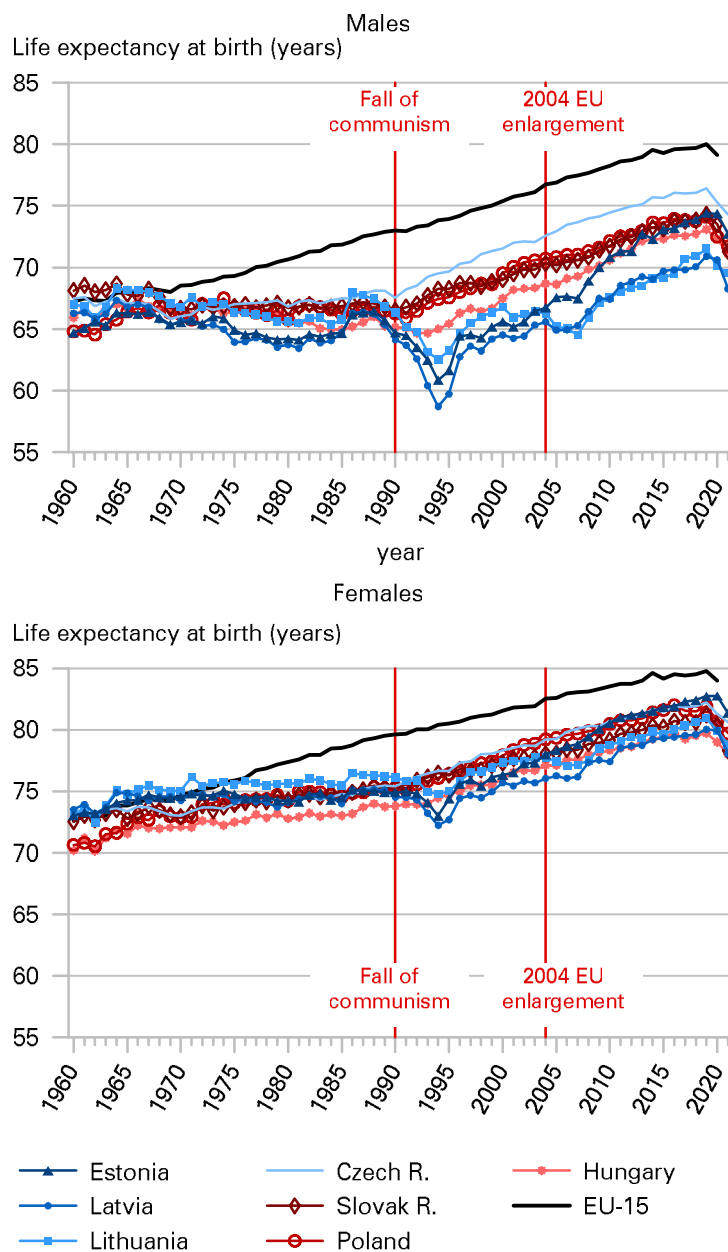 Males
Life expectancy at birth (years)
85
Fall of
communism
2004 EU
enlargement
80
75
70
65
60
55
1960
1965
1970
1975
1980
1985
1990
1995
2000
2005
2010
2015
2020
year
Females
Life expectancy at birth (years)
85
80
75
70
65
60
Fall of
communism
2004 EU
enlargement
55
1960
1965
1970
1975
1980
1985
1990
1995
2000
2005
2010
2015
2020
Estonia
Czech R.
Hungary
Latvia
Slovak R.
EU-15
Lithuania
Poland